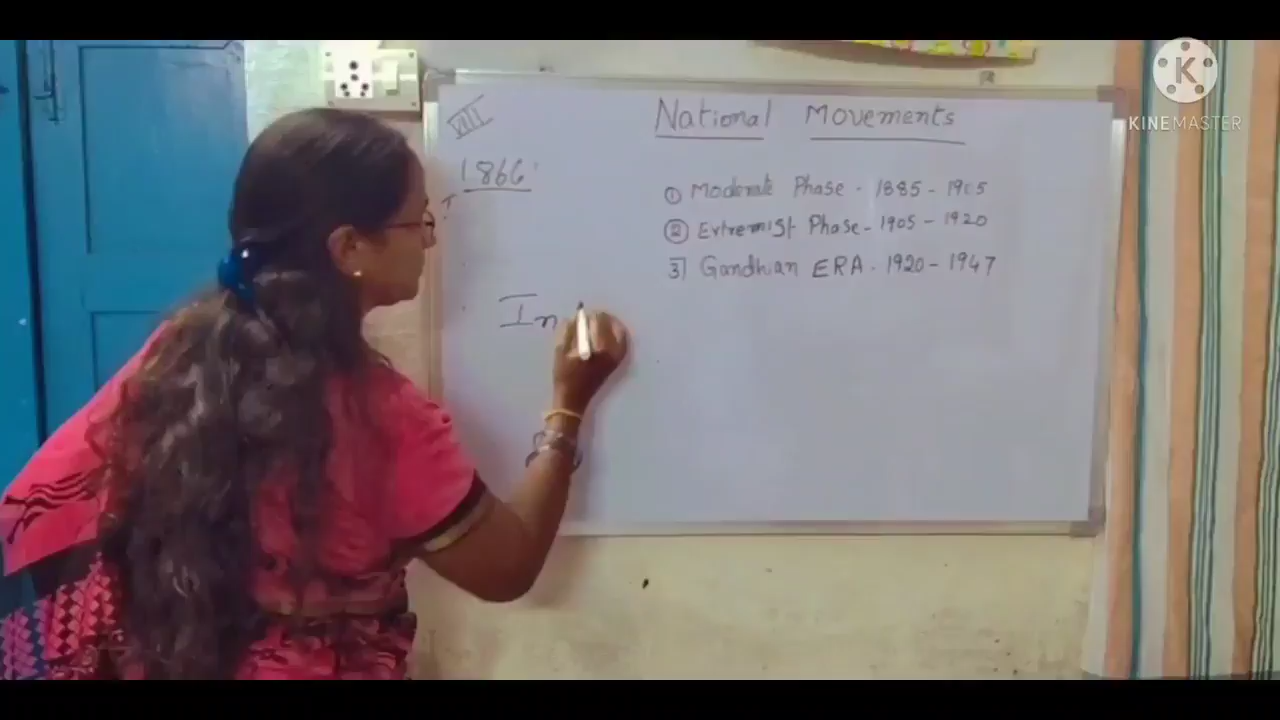 VIII
National Movements
1866
① Moderate Phase - 1885 - 1905
② Extremist Phase - 1905 - 1920
3] Gandhian ERA - 1920 - 1947
In
K
KINEMASTER